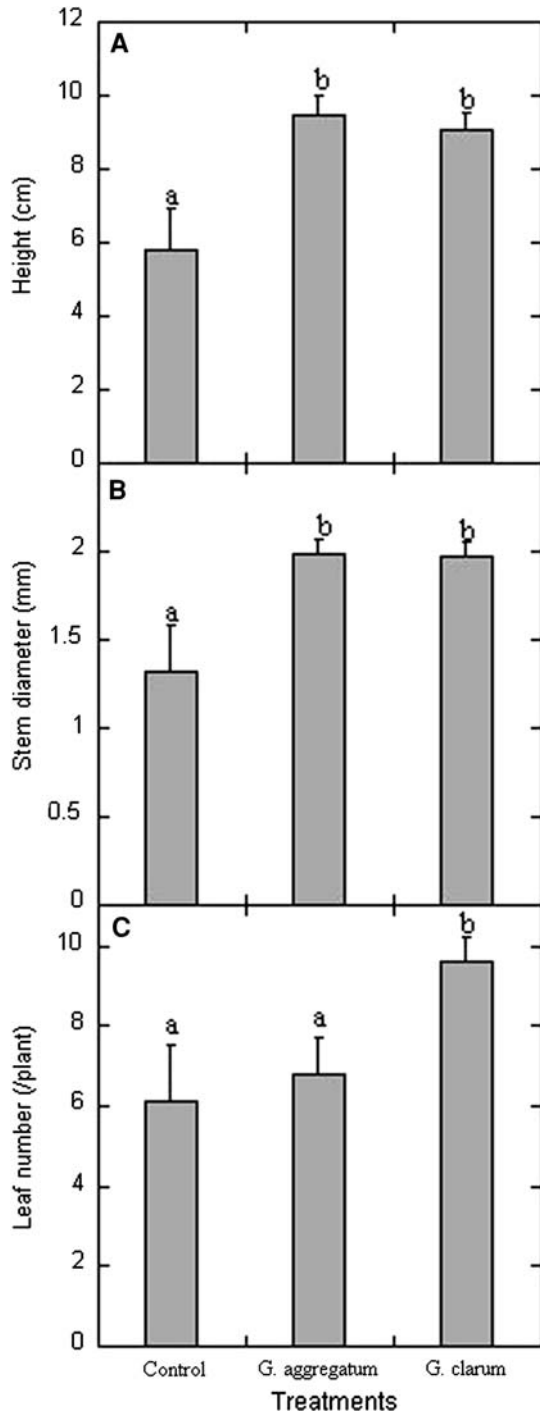 A
12
10
8
6
4
2
0
Height (cm)
a
b
b
B
2
1.5
1
0.5
0
Stem diameter (mm)
a
b
b
C
10
8
6
4
2
0
Leaf number (/plant)
a
a
b
Control
G. aggregatum
G. clarum
Treatments